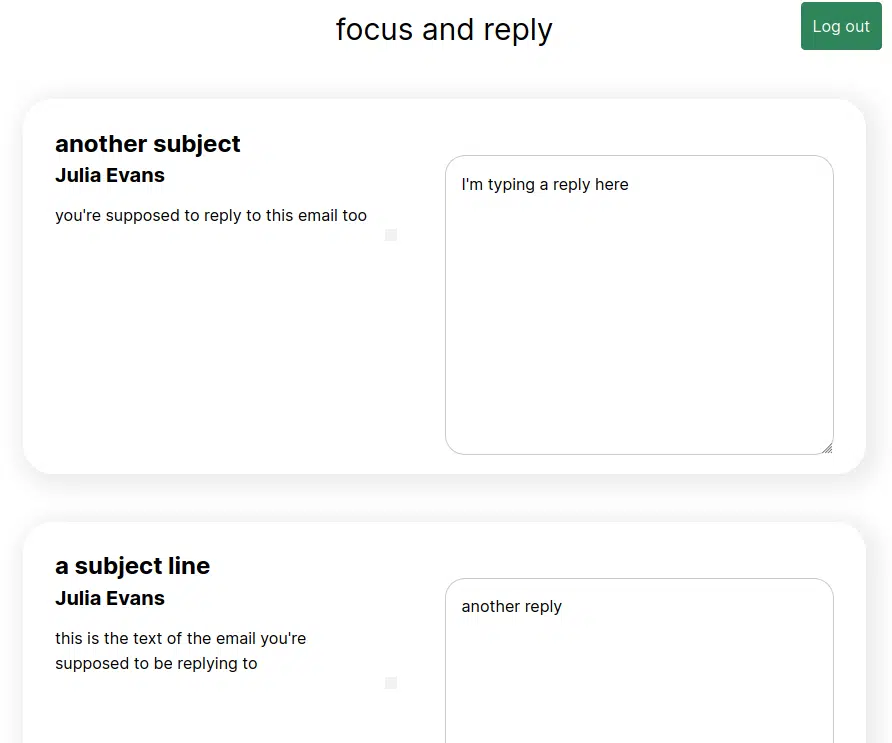 focus and reply
Log out
another subject
Julia Evans
you're supposed to reply to this email too
I'm typing a reply here
a subject line
Julia Evans
this is the text of the email you're
supposed to be replying to
another reply